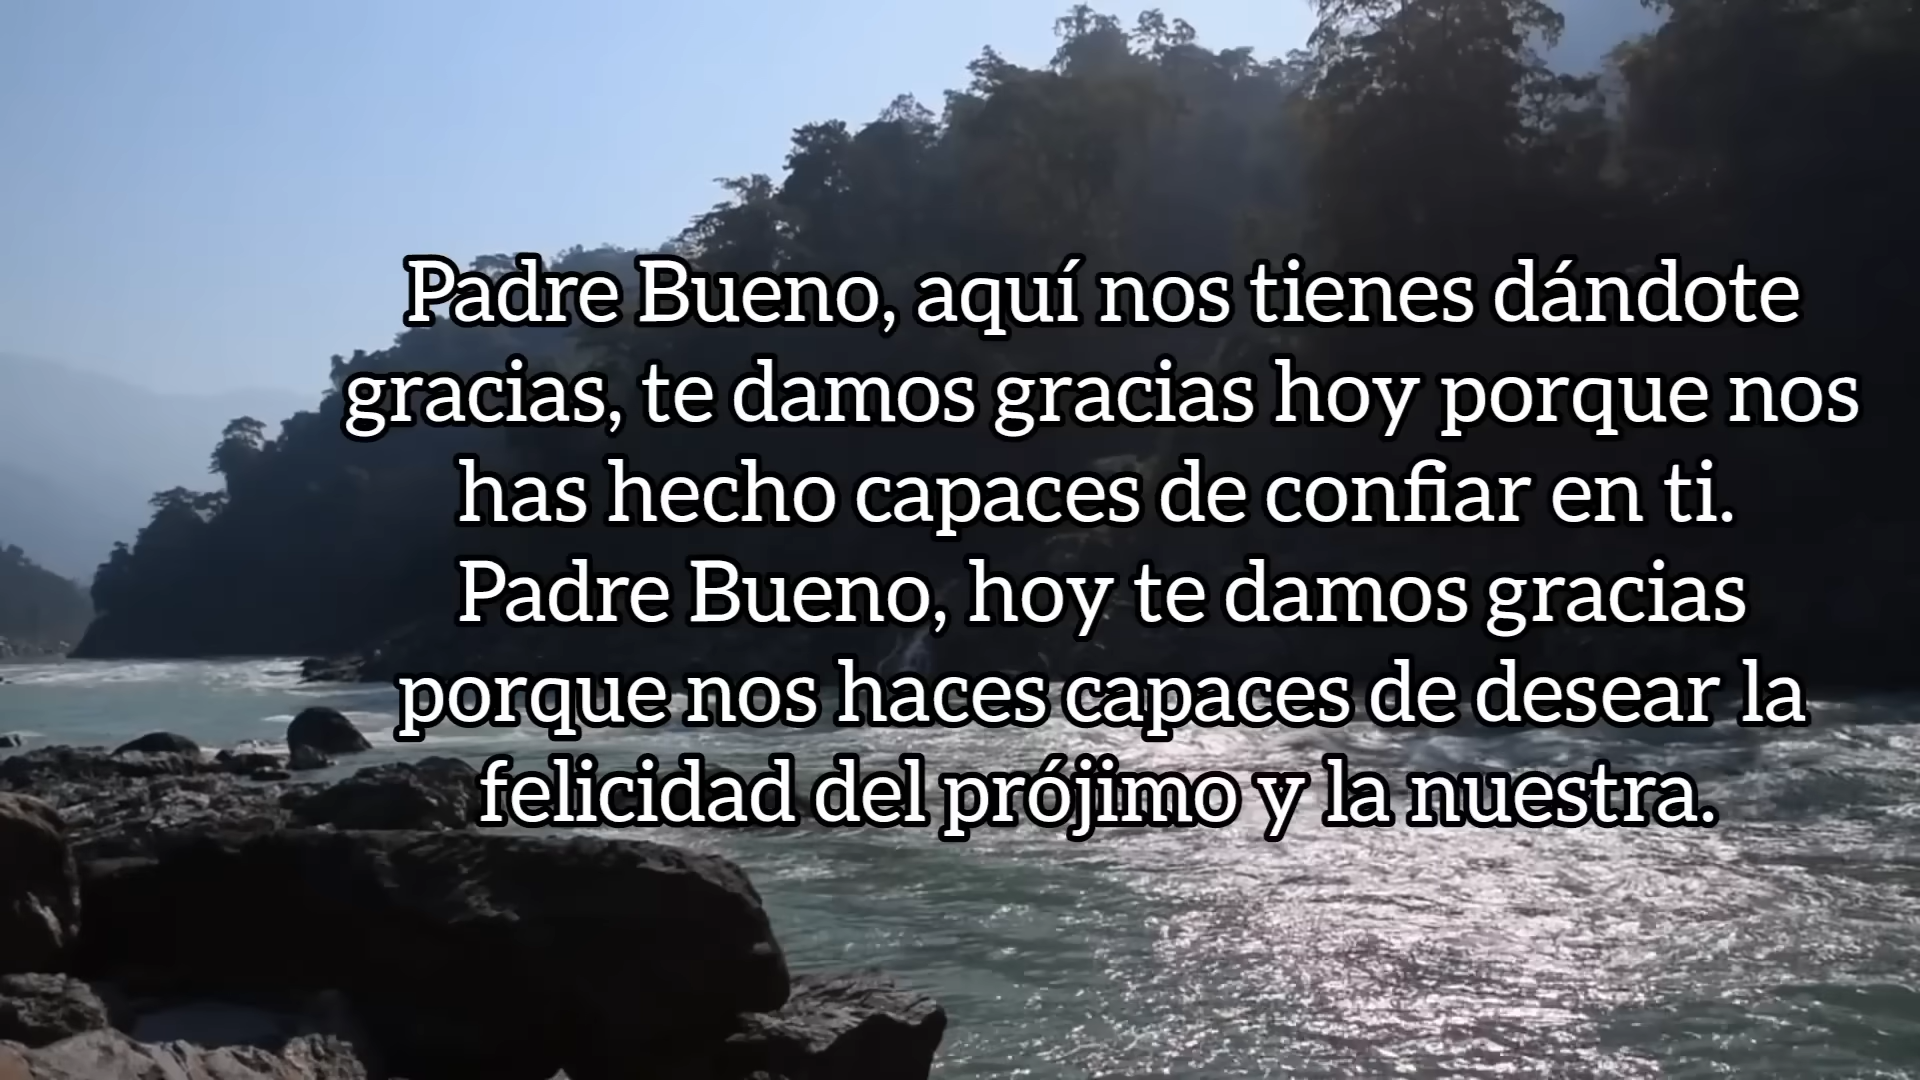 Padre Bueno, aquí nos tienes dándote
gracias, te damos gracias hoy porque nos
has hecho capaces de confiar en ti.
Padre Bueno, hoy te damos gracias
porque nos haces capaces de desear la
felicidad del prójimo y la nuestra.